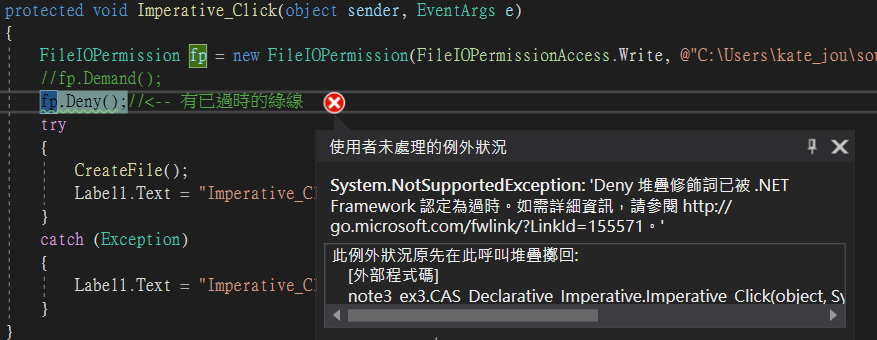 protected void Imperative_Click(object sender, EventArgs e)
{
FileIOPermission fp = new FileIOPermission(FileIOPermissionAccess.Write, @"C:\Users\kate_jou\sou
//fp.Demand();
fp.Deny();//<-- 有已過時的綠線
try
{
CreateFile();
Label1.Text = "Imperative_Cl
}
catch (Exception)
{
Label1.Text = "Imperative_Cl
}
}
使用者未處理的例外狀況
System.NotSupportedException: 'Deny 堆疊修飾詞已被 .NET
Framework 認定為過時。如需詳細資訊，請參閱 http://
go.microsoft.com/fwlink/?LinkId=155571。'
此例外狀況原先在此呼叫堆疊擲回:
[外部程式碼]
note3_ex3.CAS_Declarative_Imperative.Imperative_Click(object, Sy